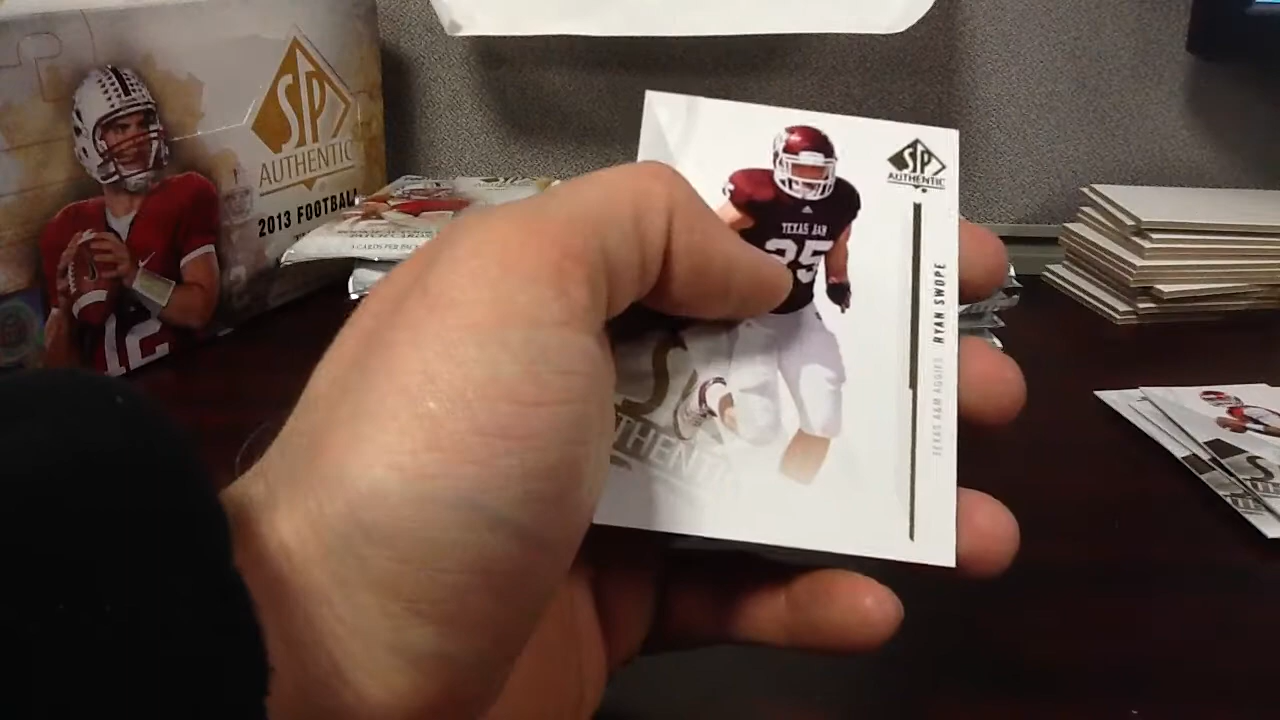 SP
AUTHENTIC
2013 FOOTBALL
12
SP
AUTHENTIC
TEXAS A&M
25
TEXAS A&M AGGIES RYAN SWOPE